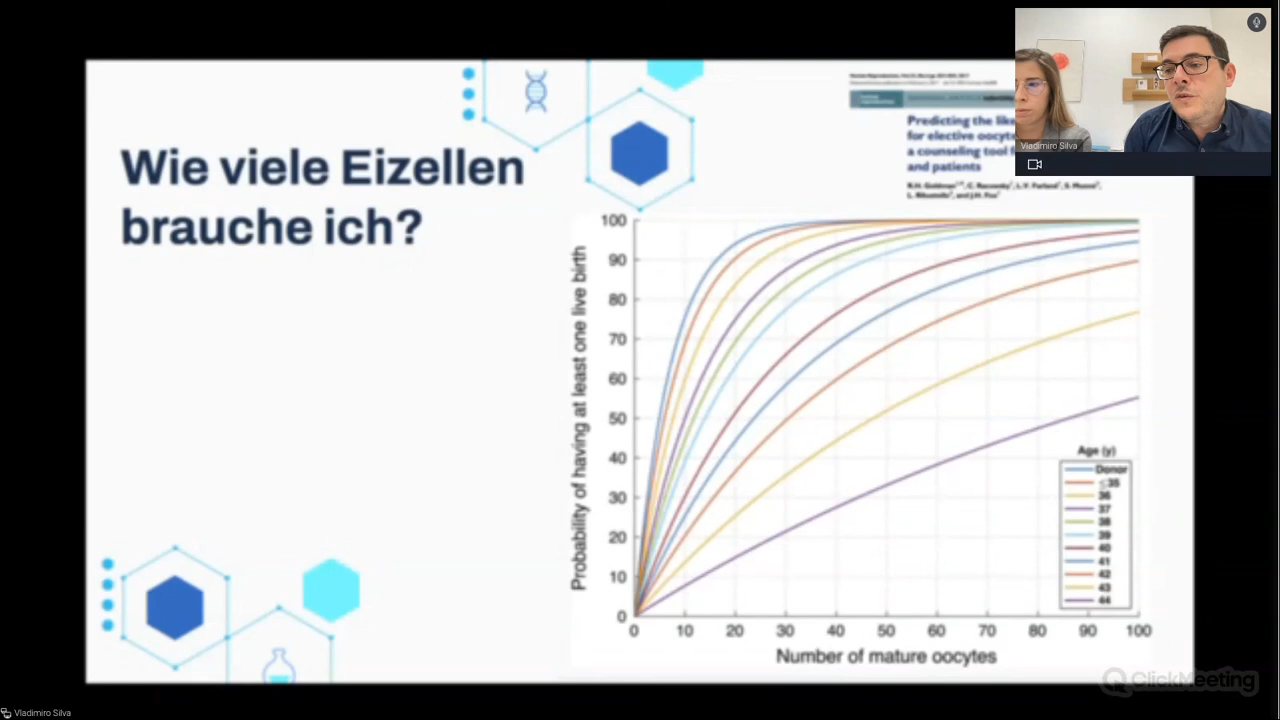 Wie viele Eizellen
brauche ich?
Predicting the
for elective
a counseling tool
and patients
Vladimiro Silva
Probability of having at least one live birth
100
90
80
70
60
50
40
30
20
10
0
0 10 20 30 40 50 60 70 80 90 100
Number of mature oocytes
Age (y)
Donor
≤35
36
37
38
39
40
41
42
43
44
ClickMeeting
Vladimiro Silva